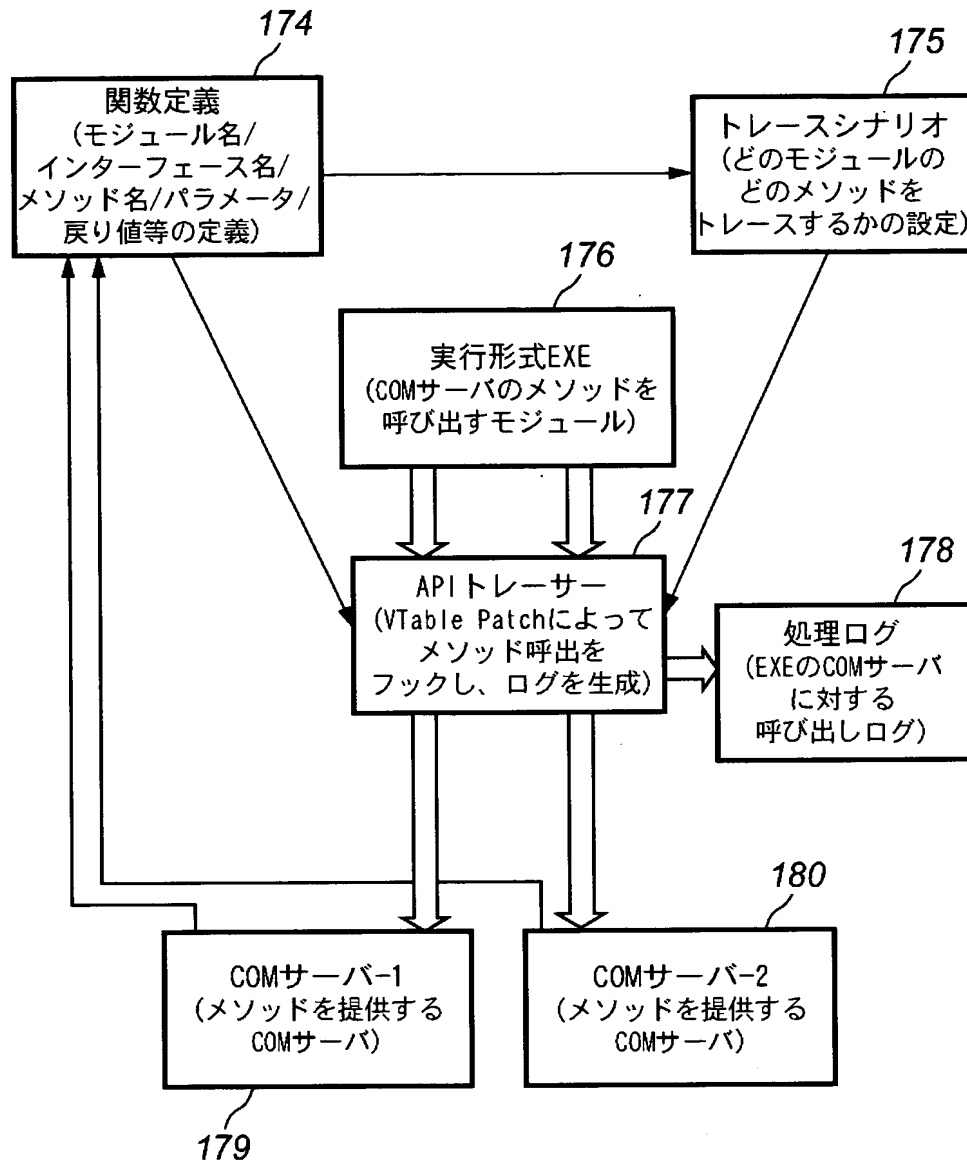 174
関数定義
(モジュール名/
インターフェース名/
メソッド名/パラメータ/
戻り値等の定義)
175
トレースシナリオ
(どのモジュールの
どのメソッドを
トレースするかの設定)
176
実行形式EXE
(COMサーバのメソッドを
呼び出すモジュール)
177
APIトレーサー
(VTable Patchによって
メソッド呼出を
フックし、ログを生成)
178
処理ログ
(EXEのCOMサーバ
に対する
呼び出しログ)
COMサーバ-1
(メソッドを提供する
COMサーバ)
179
180
COMサーバ-2
(メソッドを提供する
COMサーバ)